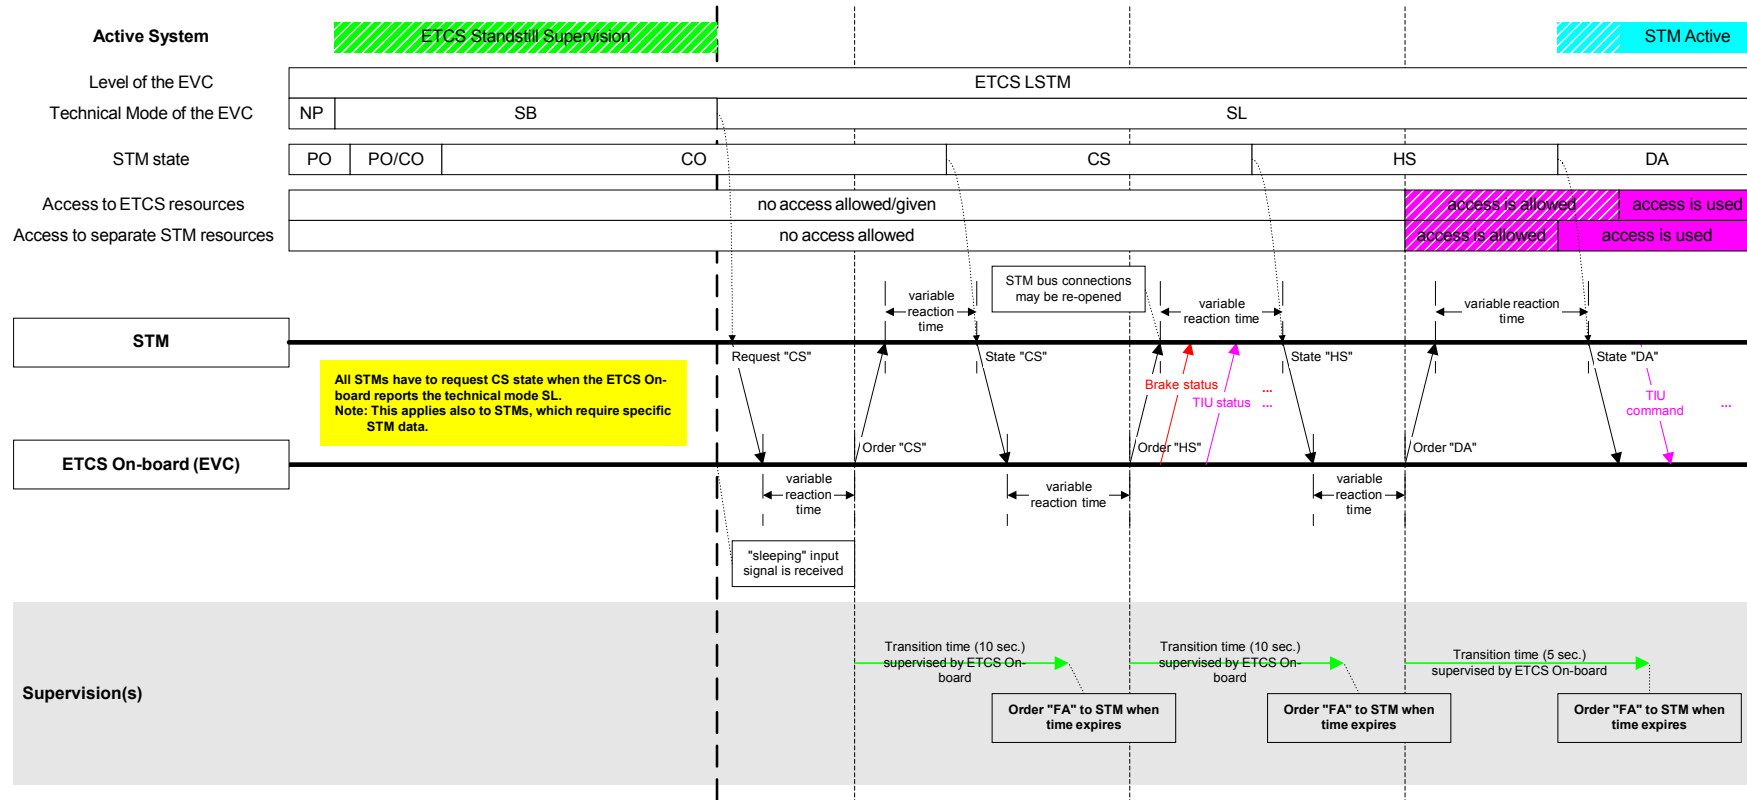 Active System
ETCS Standstill Supervision
STM Active
Level of the EVC
ETCS LSTM
Technical Mode of the EVC
NP
SB
SL
STM state
PO
PO/CO
CO
CS
HS
DA
Access to ETCS resources
no access allowed/given
access is allowed
access is used
Access to separate STM resources
no access allowed
access is allowed
access is used
STM bus connections
may be re-opened
variable
reaction
time
variable
reaction time
variable reaction
time
STM
Request "CS"
State "CS"
State "HS"
State "DA"
All STMs have to request CS state when the ETCS On-
board reports the technical mode SL.
Note: This applies also to STMs, which require specific
STM data.
Brake status
...
TIU status
...
TIU
command
...
Order "CS"
Order "HS"
Order "DA"
ETCS On-board (EVC)
variable
reaction
time
variable
reaction time
variable
reaction
time
"sleeping" input
signal is received
Transition time (10 sec.)
supervised by ETCS On-
board
Transition time (10 sec.)
supervised by ETCS On-
board
Transition time (5 sec.)
supervised by ETCS On-board
Supervision(s)
Order "FA" to STM when
time expires
Order "FA" to STM when
time expires
Order "FA" to STM when
time expires